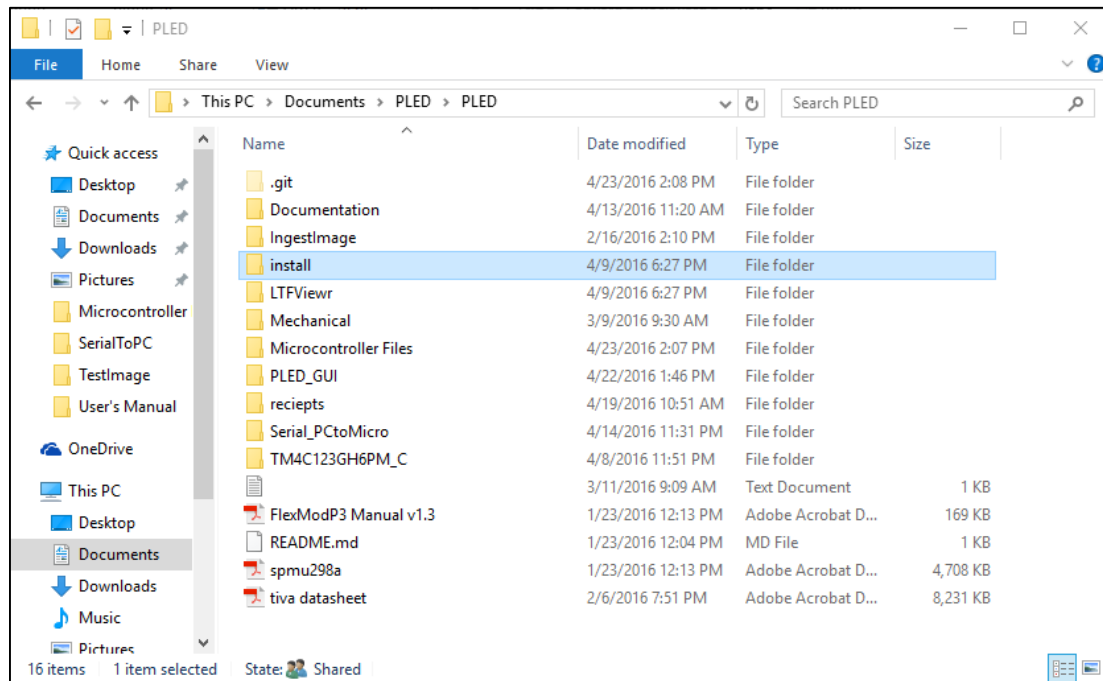 PLED
File Home Share View
This PC > Documents > PLED > PLED Search PLED
Quick access
Desktop
Documents
Downloads
Pictures
Microcontroller
SerialToPC
TestImage
User's Manual
OneDrive
This PC
Desktop
Documents
Downloads
Music
Pictures
Name Date modified Type Size
.git 4/23/2016 2:08 PM File folder
Documentation 4/13/2016 11:20 AM File folder
IngestImage 2/16/2016 2:10 PM File folder
install 4/9/2016 6:27 PM File folder
LTFViewr 4/9/2016 6:27 PM File folder
Mechanical 3/9/2016 9:30 AM File folder
Microcontroller Files 4/23/2016 2:07 PM File folder
PLED_GUI 4/22/2016 1:46 PM File folder
reciepts 4/19/2016 10:51 AM File folder
Serial_PCtoMicro 4/14/2016 11:31 PM File folder
TM4C123GH6PM_C 4/8/2016 11:51 PM File folder
3/11/2016 9:09 AM Text Document 1 KB
FlexModP3 Manual v1.3 1/23/2016 12:13 PM Adobe Acrobat D... 169 KB
README.md 1/23/2016 12:04 PM MD File 1 KB
spmu298a 1/23/2016 12:13 PM Adobe Acrobat D... 4,708 KB
tiva datasheet 2/6/2016 7:51 PM Adobe Acrobat D... 8,231 KB
16 items 1 item selected State: Shared